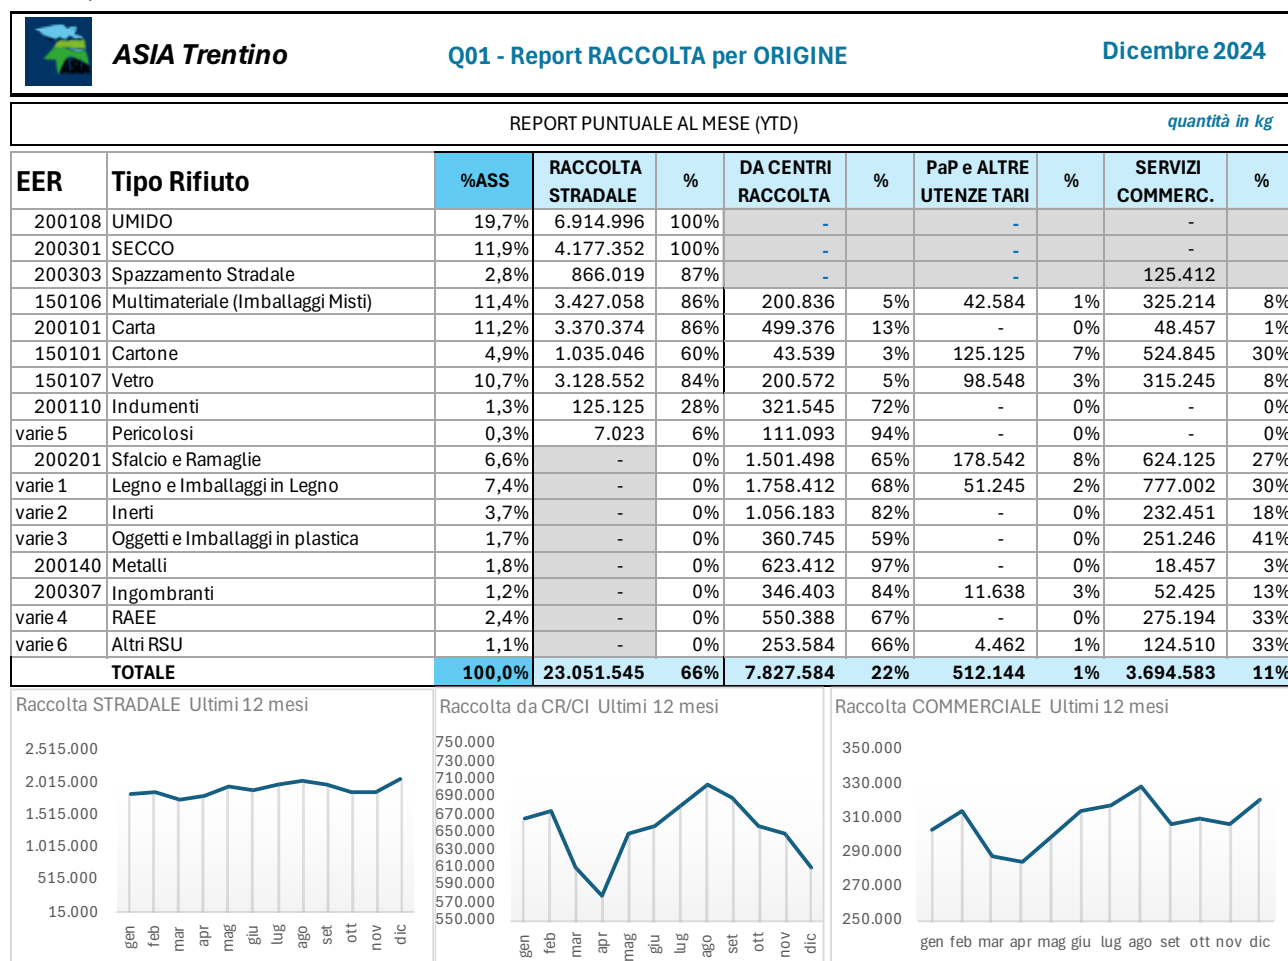 ASIA
ASIA Trentino
Q01 - Report RACCOLTA per ORIGINE
Dicembre 2024
REPORT PUNTUALE AL MESE (YTD)
quantità in kg
EER Tipo Rifiuto %ASS RACCOLTA STRADALE % DA CENTRI RACCOLTA % PaP e ALTRE UTENZE TARI % SERVIZI COMMERC. %
200108 UMIDO 19,7% 6.914.996 100% - - -
200301 SECCO 11,9% 4.177.352 100% - - -
200303 Spazzamento Stradale 2,8% 866.019 87% - - 125.412
150106 Multimateriale (Imballaggi Misti) 11,4% 3.427.058 86% 200.836 5% 42.584 1% 325.214 8%
200101 Carta 11,2% 3.370.374 86% 499.376 13% - 0% 48.457 1%
150101 Cartone 4,9% 1.035.046 60% 43.539 3% 125.125 7% 524.845 30%
150107 Vetro 10,7% 3.128.552 84% 200.572 5% 98.548 3% 315.245 8%
200110 Indumenti 1,3% 125.125 28% 321.545 72% - 0% - 0%
varie 5 Pericolosi 0,3% 7.023 6% 111.093 94% - 0% - 0%
200201 Sfalcio e Ramaglie 6,6% - 0% 1.501.498 65% 178.542 8% 624.125 27%
varie 1 Legno e Imballaggi in Legno 7,4% - 0% 1.758.412 68% 51.245 2% 777.002 30%
varie 2 Inerti 3,7% - 0% 1.056.183 82% - 0% 232.451 18%
varie 3 Oggetti e Imballaggi in plastica 1,7% - 0% 360.745 59% - 0% 251.246 41%
200140 Metalli 1,8% - 0% 623.412 97% - 0% 18.457 3%
200307 Ingombranti 1,2% - 0% 346.403 84% 11.638 3% 52.425 13%
varie 4 RAEE 2,4% - 0% 550.388 67% - 0% 275.194 33%
varie 6 Altri RSU 1,1% - 0% 253.584 66% 4.462 1% 124.510 33%
TOTALE 100,0% 23.051.545 66% 7.827.584 22% 512.144 1% 3.694.583 11%
Raccolta STRADALE Ultimi 12 mesi
2.515.000
2.015.000
1.515.000
1.015.000
515.000
15.000
gen feb mar apr mag giu lug ago set ott nov dic
Raccolta da CR/CI Ultimi 12 mesi
750.000
730.000
710.000
690.000
670.000
650.000
630.000
610.000
590.000
570.000
550.000
gen feb mar apr mag giu lug ago set ott nov dic
Raccolta COMMERCIALE Ultimi 12 mesi
350.000
330.000
310.000
290.000
270.000
250.000
gen feb mar apr mag giu lug ago set ott nov dic